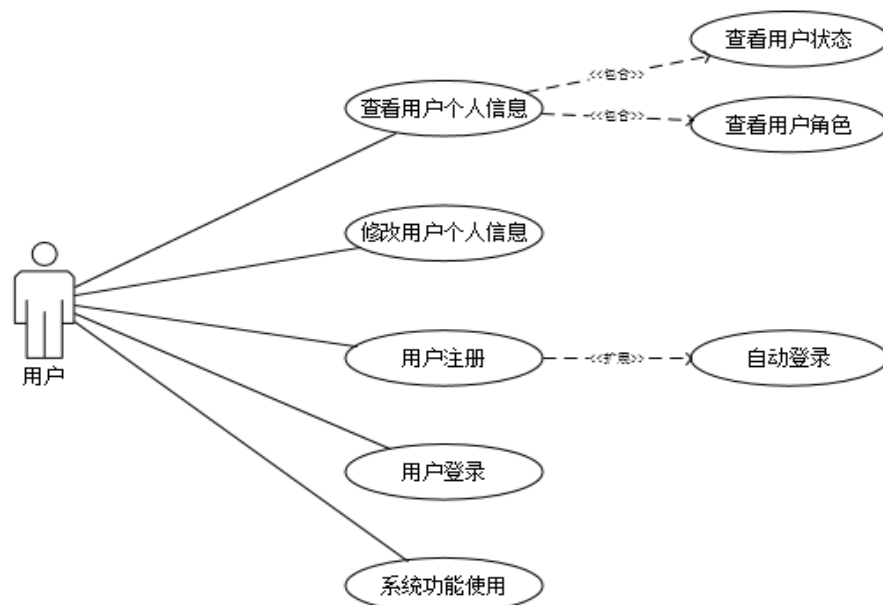 查看用户状态
<<包合>>
查看用户个人信息
<<包合>>
查看用户角色
修改用户个人信息
用户
用户注册
<<扩展>>
自动登录
用户登录
系统功能使用